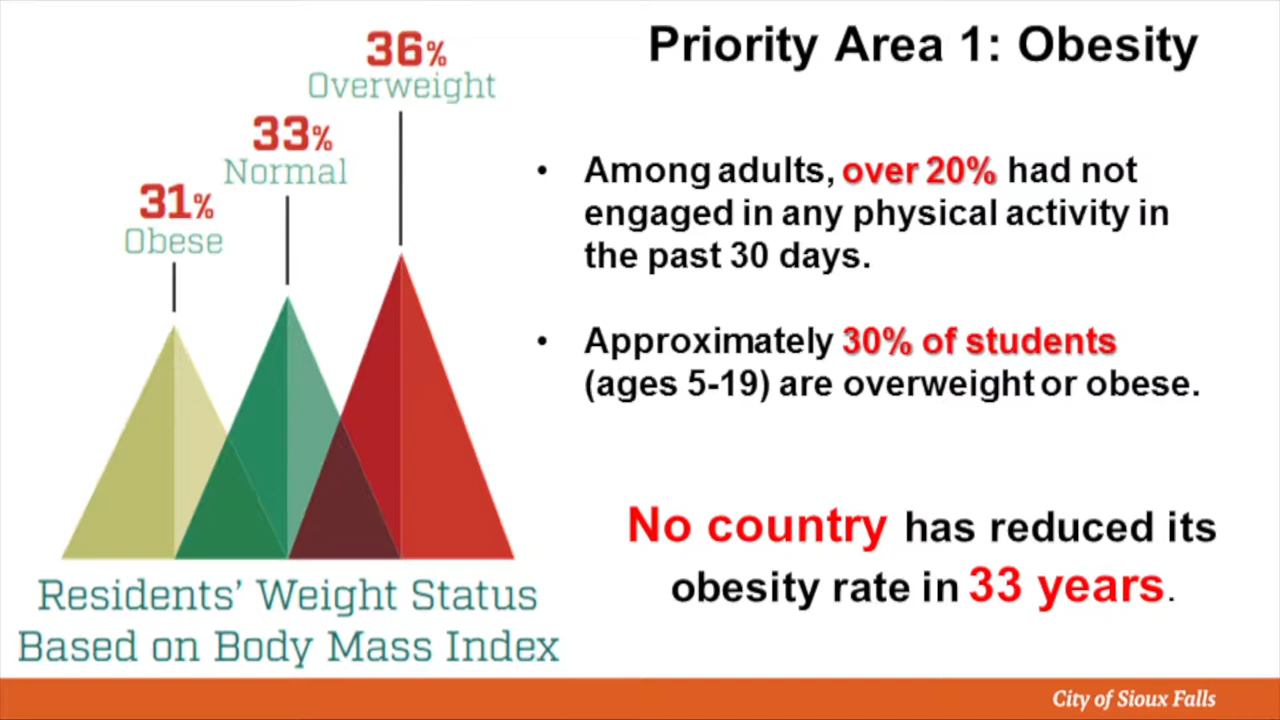 Priority Area 1: Obesity
36%
Overweight
33%
Normal
31%
Obese
Residents’ Weight Status
Based on Body Mass Index
• Among adults, over 20% had not
engaged in any physical activity in
the past 30 days.
• Approximately 30% of students
(ages 5-19) are overweight or obese.
No country has reduced its
obesity rate in 33 years.
City of Sioux Falls